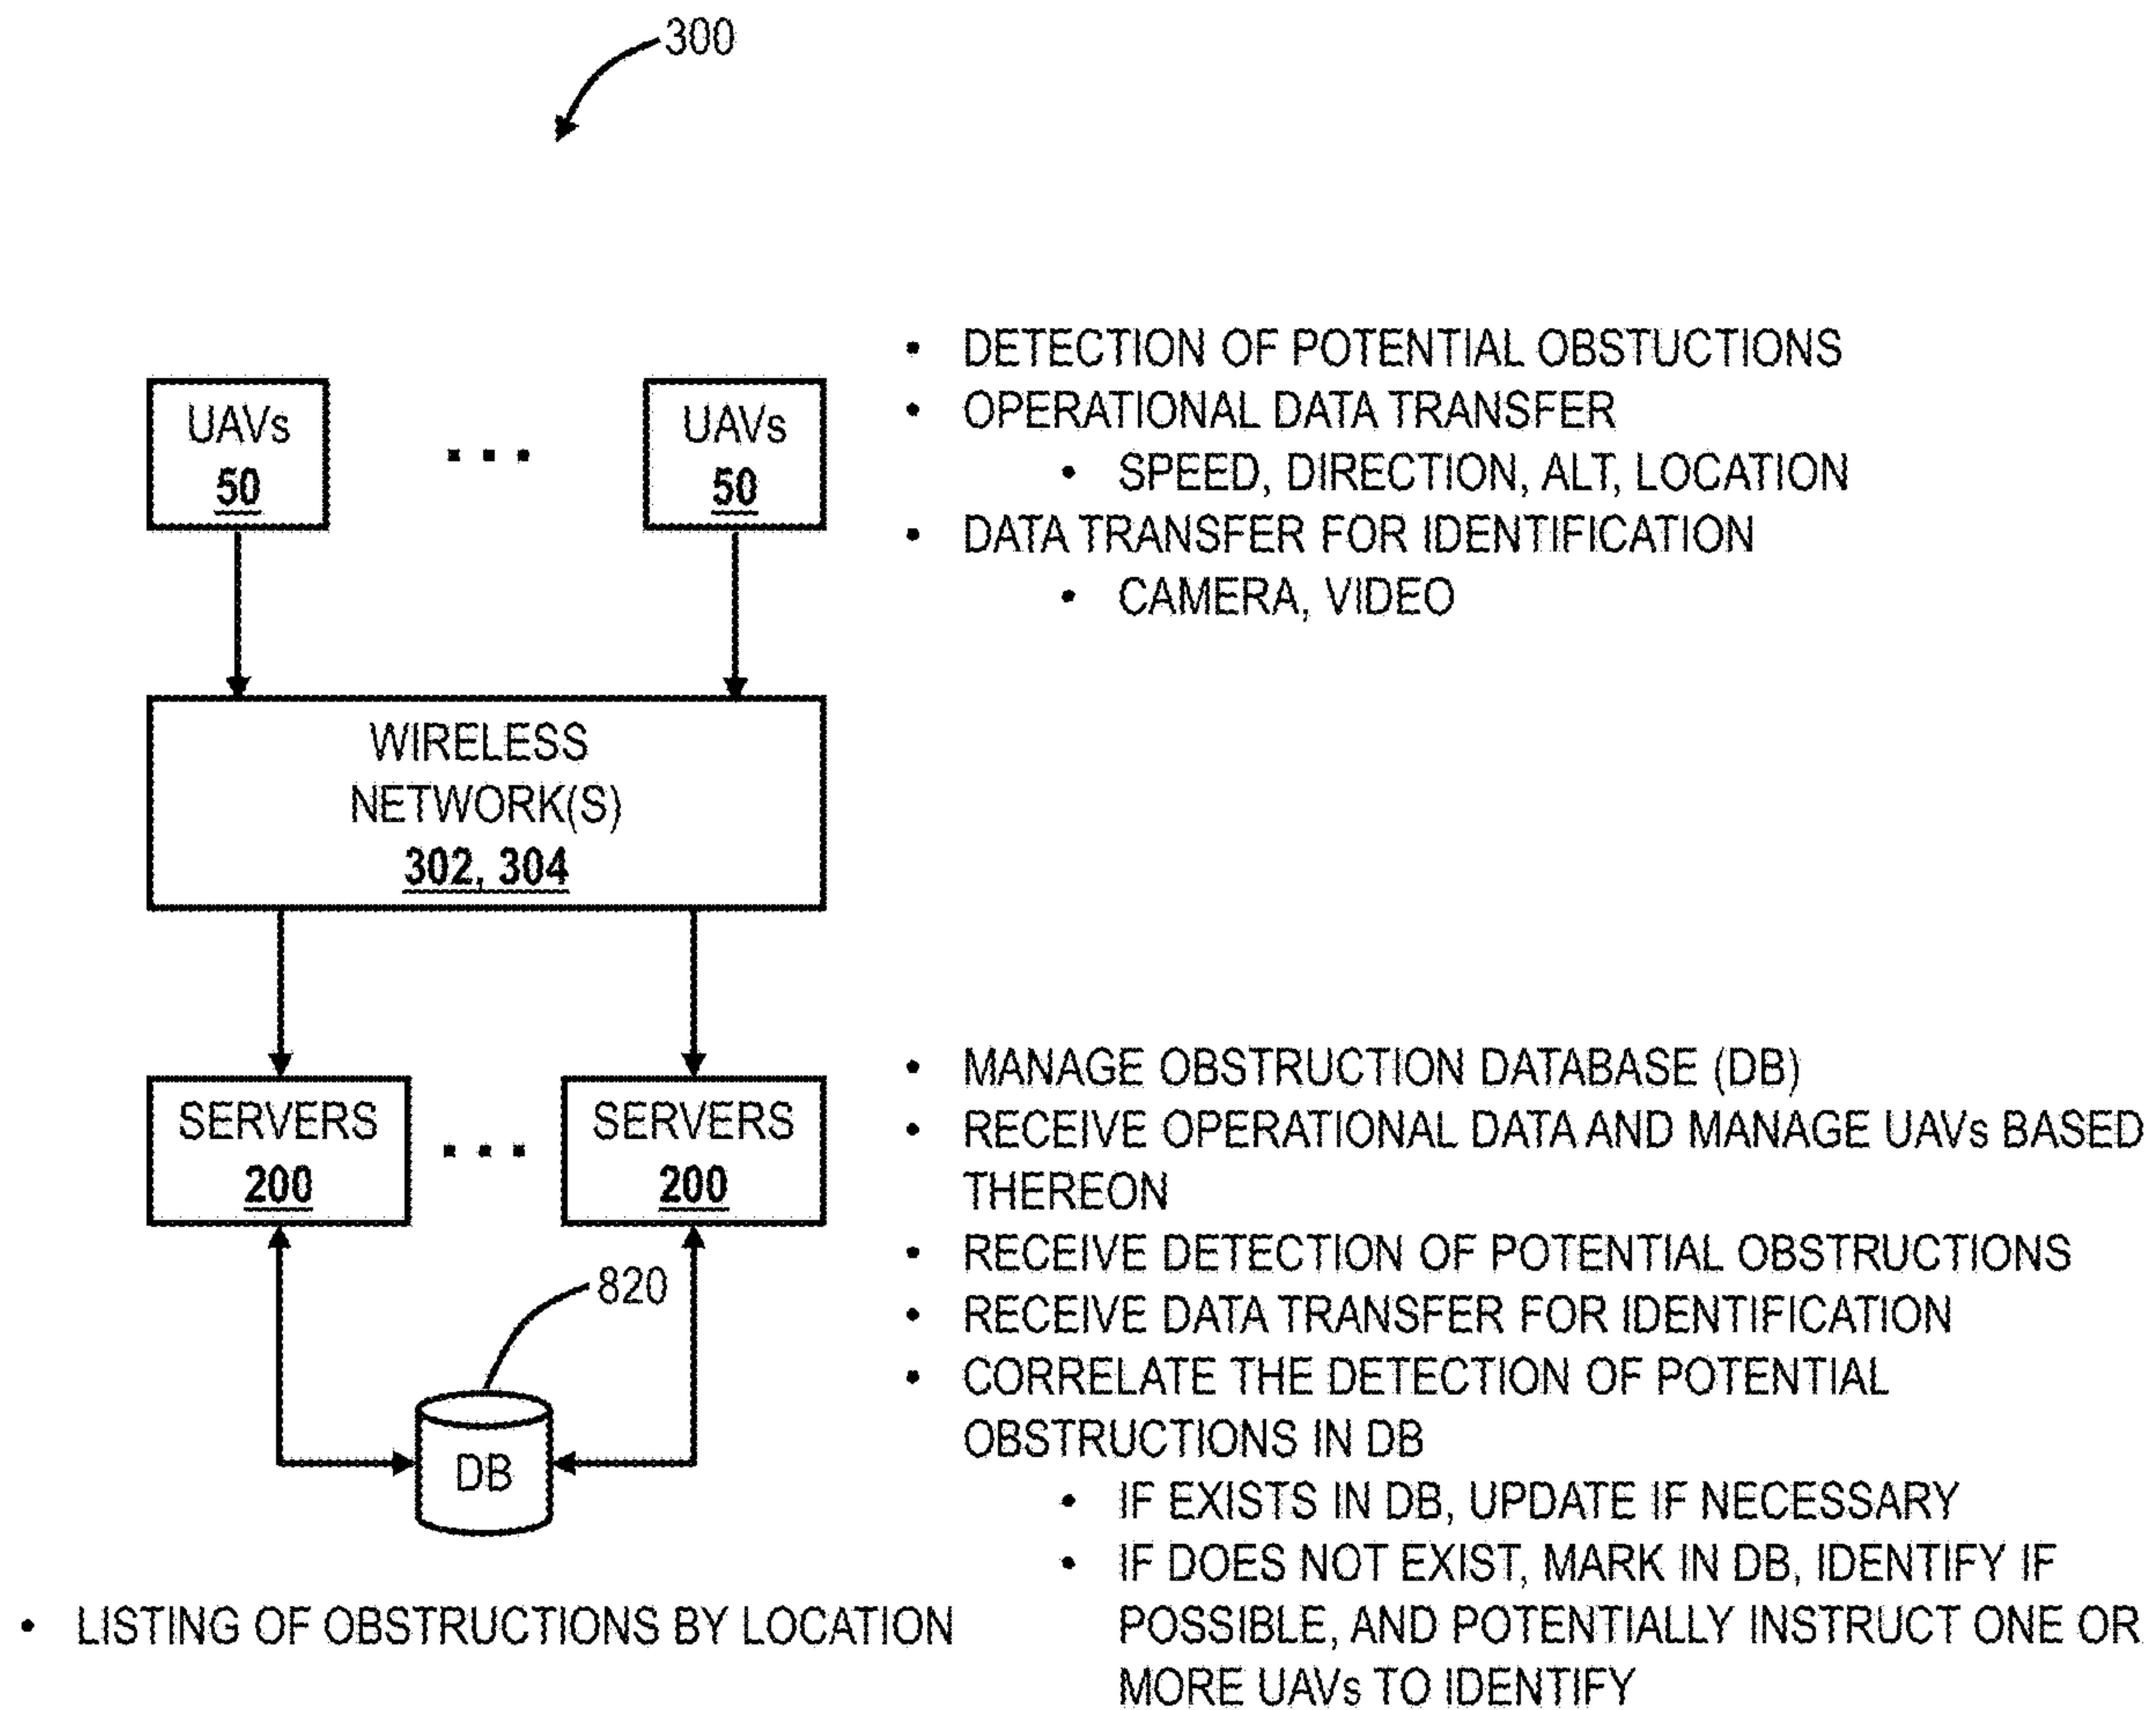 300
• DETECTION OF POTENTIAL OBSTUCTIONS
• OPERATIONAL DATA TRANSFER
• SPEED, DIRECTION, ALT, LOCATION
• DATA TRANSFER FOR IDENTIFICATION
• CAMERA, VIDEO
UAVs
50
...
UAVs
50
WIRELESS
NETWORK(S)
302, 304
SERVERS
200
...
SERVERS
200
820
DB
• LISTING OF OBSTRUCTIONS BY LOCATION
• MANAGE OBSTRUCTION DATABASE (DB)
• RECEIVE OPERATIONAL DATA AND MANAGE UAVs BASED
THEREON
• RECEIVE DETECTION OF POTENTIAL OBSTRUCTIONS
• RECEIVE DATA TRANSFER FOR IDENTIFICATION
• CORRELATE THE DETECTION OF POTENTIAL
OBSTRUCTIONS IN DB
• IF EXISTS IN DB, UPDATE IF NECESSARY
• IF DOES NOT EXIST, MARK IN DB, IDENTIFY IF
POSSIBLE, AND POTENTIALLY INSTRUCT ONE OR
MORE UAVs TO IDENTIFY